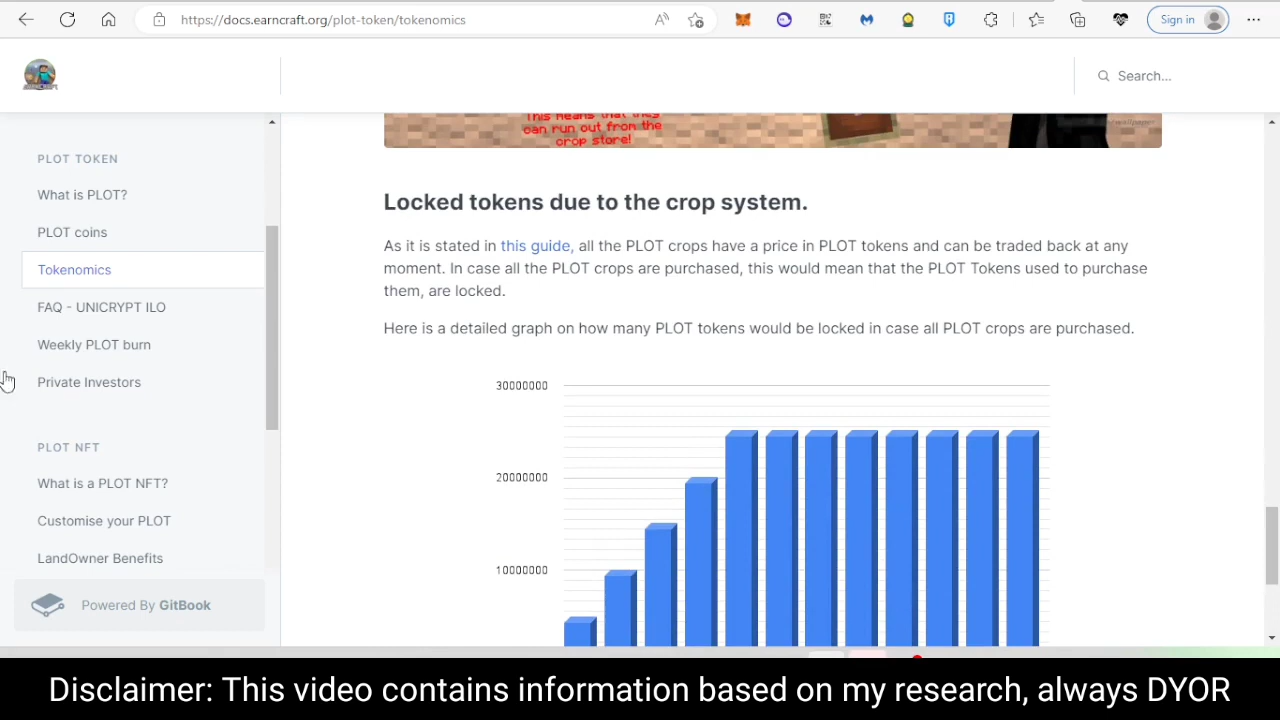 https://docs.earncraft.org/plot-token/tokenomics
Sign in
Search...
PLOT TOKEN
What is PLOT?
PLOT coins
Tokenomics
FAQ - UNICRYPT ILO
Weekly PLOT burn
Private Investors
PLOT NFT
What is a PLOT NFT?
Customise your PLOT
LandOwner Benefits
Powered By GitBook
This means that they
can run out from the
crop store!
Locked tokens due to the crop system.
As it is stated in this guide, all the PLOT crops have a price in PLOT tokens and can be traded back at any
moment. In case all the PLOT crops are purchased, this would mean that the PLOT Tokens used to purchase
them, are locked.
Here is a detailed graph on how many PLOT tokens would be locked in case all PLOT crops are purchased.
30000000
20000000
10000000
Disclaimer: This video contains information based on my research, always DYOR